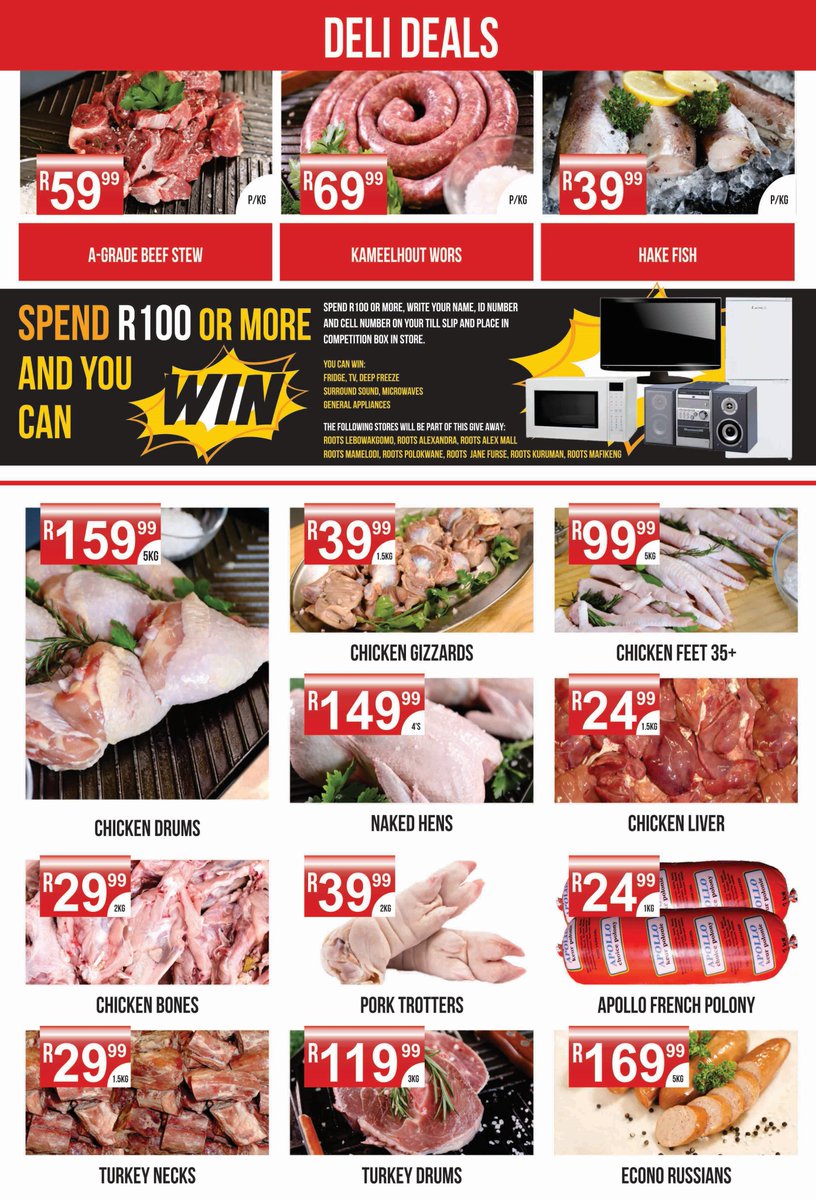 DELI DEALS
R59.99
P/KG
R69.99
P/KG
R39.99
P/KG
A-GRADE BEEF STEW
KAMEELHOUT WORS
HAKE FISH
SPEND R100 OR MORE
AND YOU
CAN
WIN
SPEND R100 OR MORE, WRITE YOUR NAME, ID NUMBER
AND CELL NUMBER ON YOUR TILL SLIP AND PLACE IN
COMPETITION BOX IN STORE.
YOU CAN WIN:
FRIDGE, TV, DEEP FREEZE
SURROUND SOUND, MICROWAVES
GENERAL APPLIANCES
THE FOLLOWING STORES WILL BE PART OF THIS GIVE AWAY:
ROOTS LEBOWAKGOMO, ROOTS ALEXANDRA, ROOTS ALEX MALL
ROOTS MAMELODI, ROOTS POLOKWANE, ROOTS JANE FURSE, ROOTS KURUMAN, ROOTS MAFIKENG
R159 99
5KG
CHICKEN DRUMS
R39 99
1.5KG
CHICKEN GIZZARDS
R99 99
5KG
CHICKEN FEET 35+
R149 99
4'S
NAKED HENS
R24 99
1.5KG
CHICKEN LIVER
R29 99
2KG
CHICKEN BONES
R39 99
2KG
PORK TROTTERS
R24 99
1KG
APOLLO
APOLLO
choice polony
APOLLO FRENCH POLONY
R29 99
1.5KG
TURKEY NECKS
R119 99
3KG
TURKEY DRUMS
R169 99
5KG
ECONO RUSSIANS